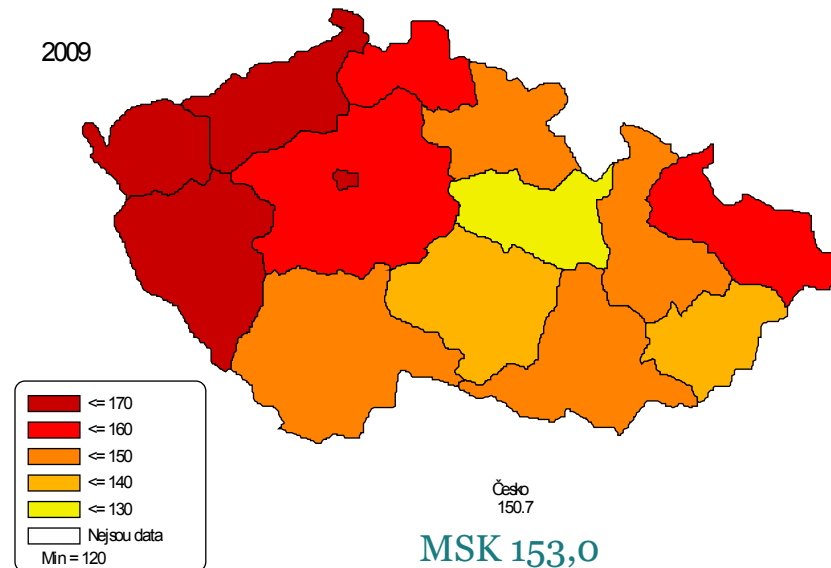 2009
<= 170
<= 160
<= 150
<= 140
<= 130
Nejsou data
Min = 120
Česko
150.7
MSK 153,0